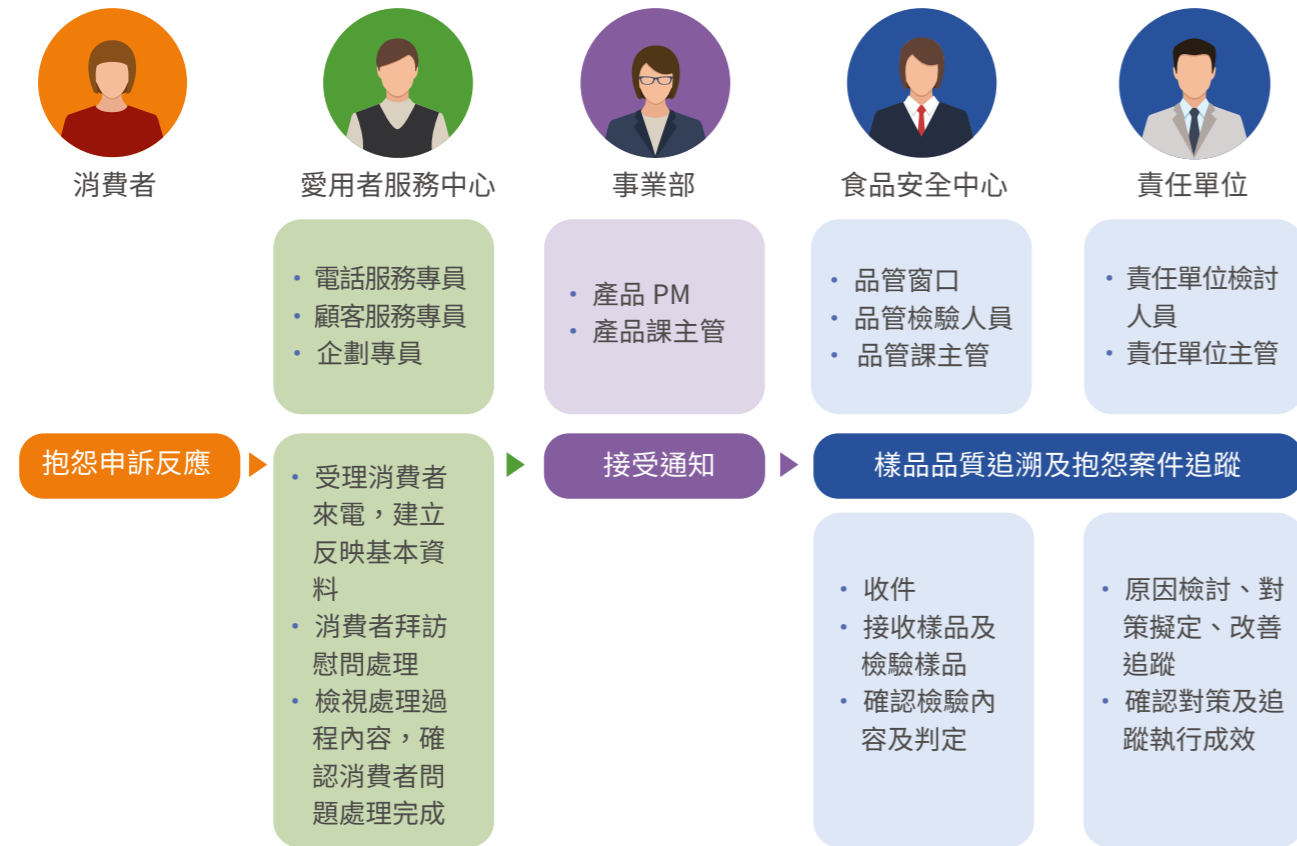 消費者
愛用者服務中心
事業部
食品安全中心
責任單位
• 電話服務專員
• 顧客服務專員
• 企劃專員
• 產品 PM
• 產品課主管
• 品管窗口
• 品管檢驗人員
• 品管課主管
• 責任單位檢討
人員
• 責任單位主管
抱怨申訴反應
• 受理消費者
來電，建立
反映基本資
料
• 消費者拜訪
慰問處理
• 檢視處理過
程內容，確
認消費者問
題處理完成
接受通知
樣品品質追溯及抱怨案件追蹤
• 收件
• 接收樣品及
檢驗樣品
• 確認檢驗內
容及判定
• 原因檢討、對
策擬定、改善
追蹤
• 確認對策及追
蹤執行成效